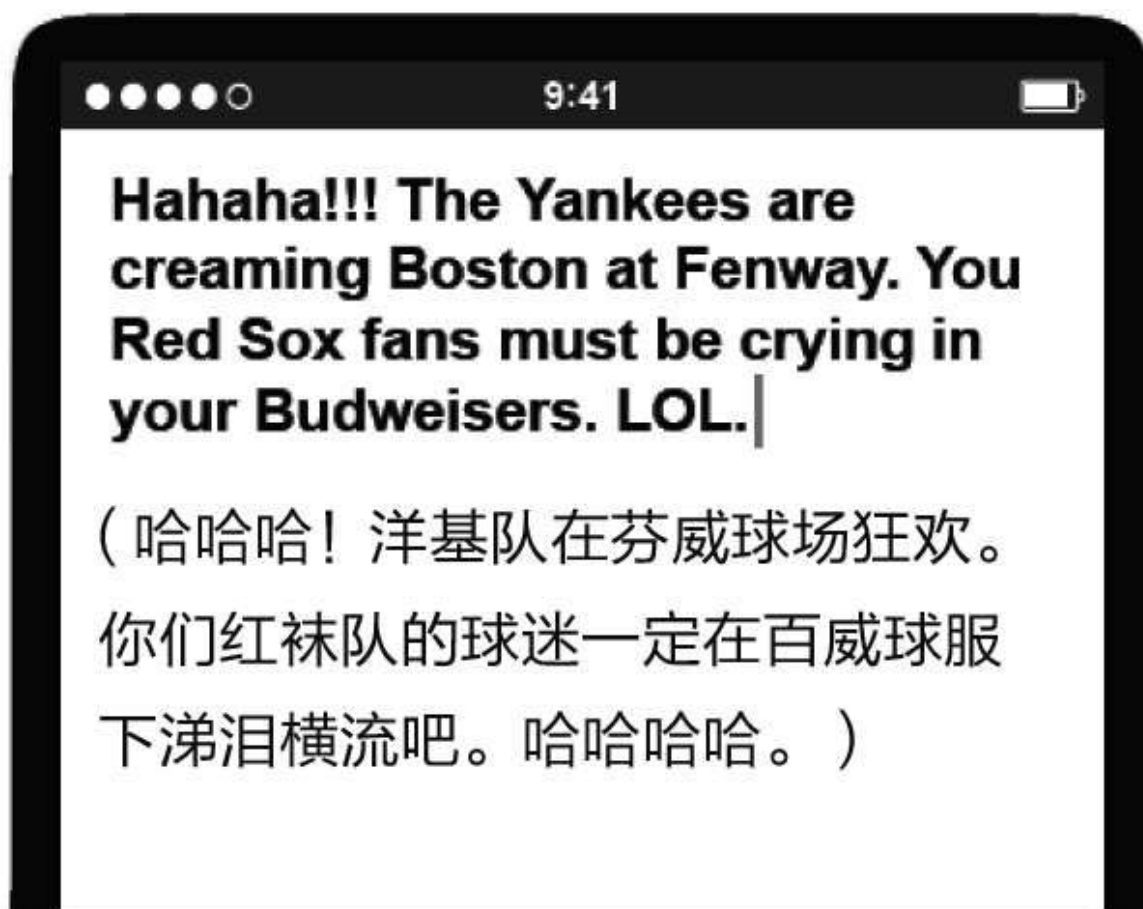 9:41
Hahaha!!! The Yankees are
creaming Boston at Fenway. You
Red Sox fans must be crying in
your Budweisers. LOL.
（哈哈哈！洋基队在芬威球场狂欢。
你们红袜队的球迷一定在百威球服
下涕泪横流吧。哈哈哈哈。）